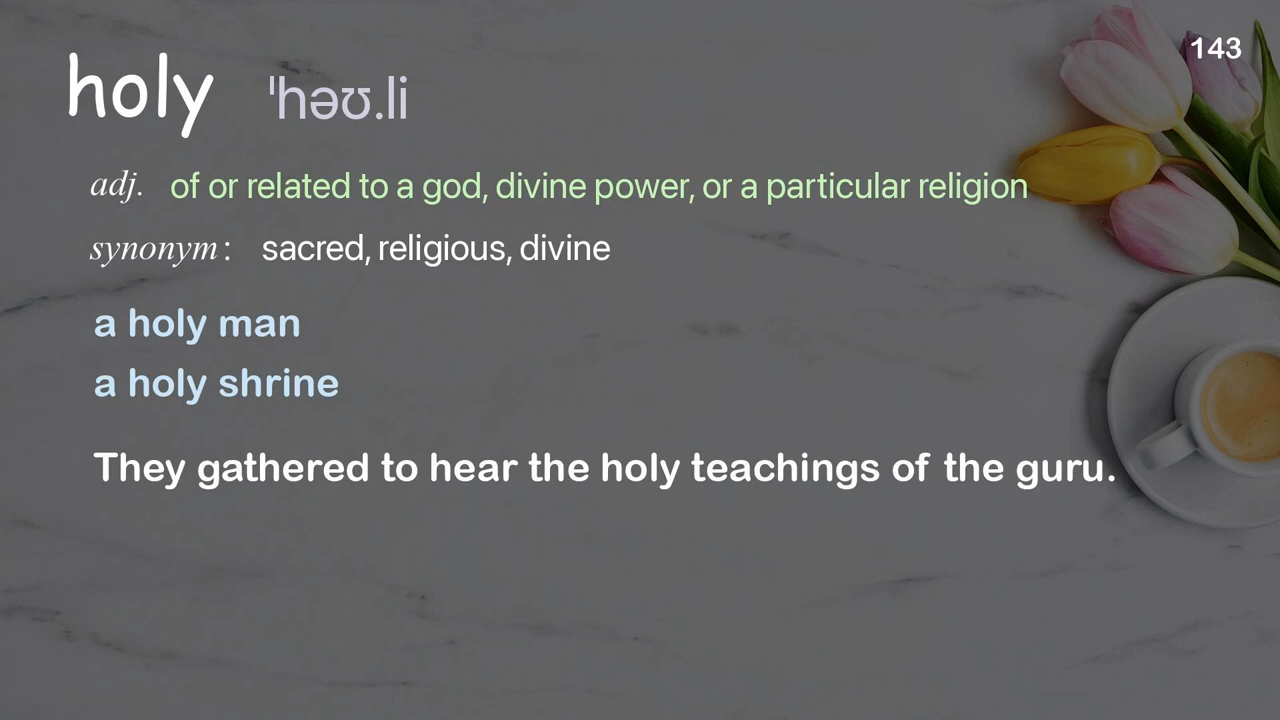 143
holy ˈhəʊ.li
adj. of or related to a god, divine power, or a particular religion
synonym: sacred, religious, divine
a holy man
a holy shrine
They gathered to hear the holy teachings of the guru.